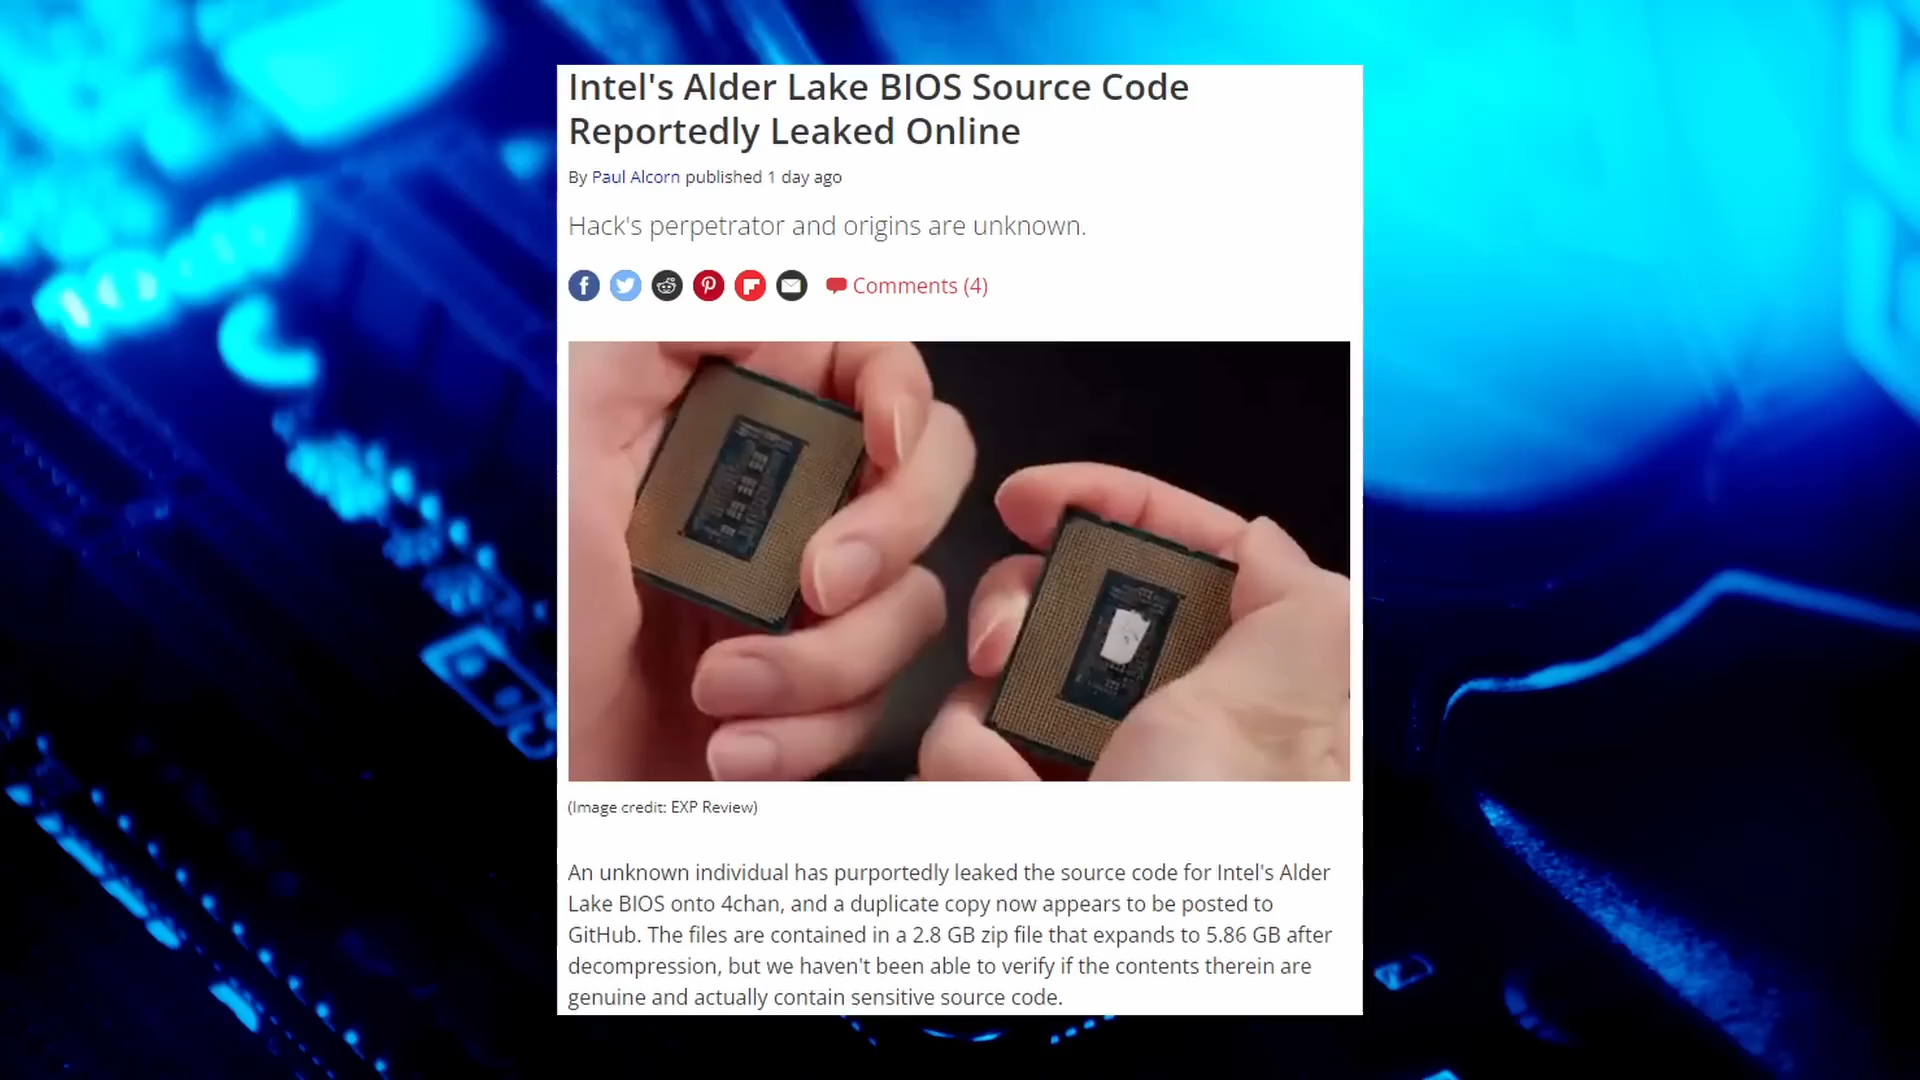 Intel's Alder Lake BIOS Source Code
Reportedly Leaked Online
By Paul Alcorn published 1 day ago
Hack's perpetrator and origins are unknown.
Comments (4)
(Image credit: EXP Review)
An unknown individual has purportedly leaked the source code for Intel's Alder
Lake BIOS onto 4chan, and a duplicate copy now appears to be posted to
GitHub. The files are contained in a 2.8 GB zip file that expands to 5.86 GB after
decompression, but we haven't been able to verify if the contents therein are
genuine and actually contain sensitive source code.